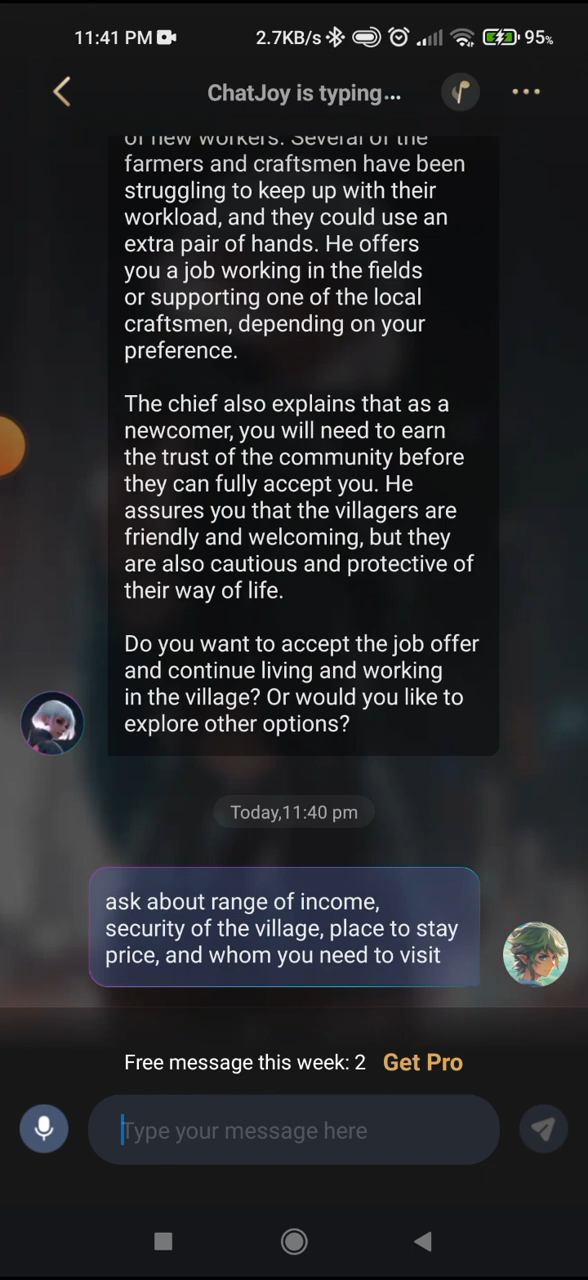 11:41 PM 2.7KB/s 95%
ChatJoy is typing...
of new workers. Several of the
farmers and craftsmen have been
struggling to keep up with their
workload, and they could use an
extra pair of hands. He offers
you a job working in the fields
or supporting one of the local
craftsmen, depending on your
preference.
The chief also explains that as a
newcomer, you will need to earn
the trust of the community before
they can fully accept you. He
assures you that the villagers are
friendly and welcoming, but they
are also cautious and protective of
their way of life.
Do you want to accept the job offer
and continue living and working
in the village? Or would you like to
explore other options?
Today,11:40 pm
ask about range of income,
security of the village, place to stay
price, and whom you need to visit
Free message this week: 2 Get Pro
Type your message here